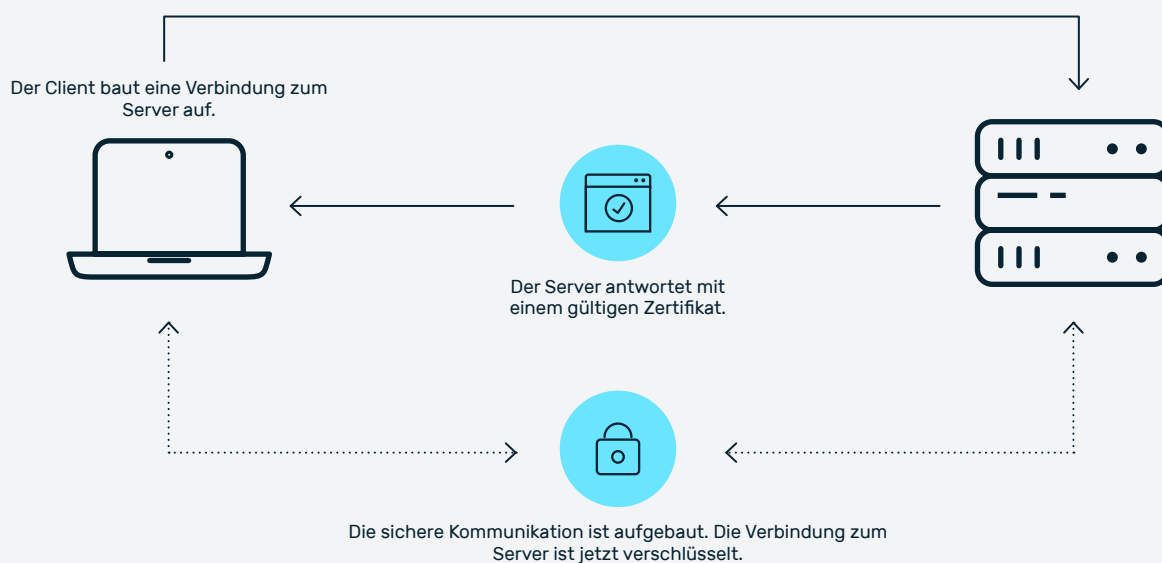 Der Client baut eine Verbindung zum
Server auf.
Der Server antwortet mit
einem gültigen Zertifikat.
Die sichere Kommunikation ist aufgebaut. Die Verbindung zum
Server ist jetzt verschlüsselt.